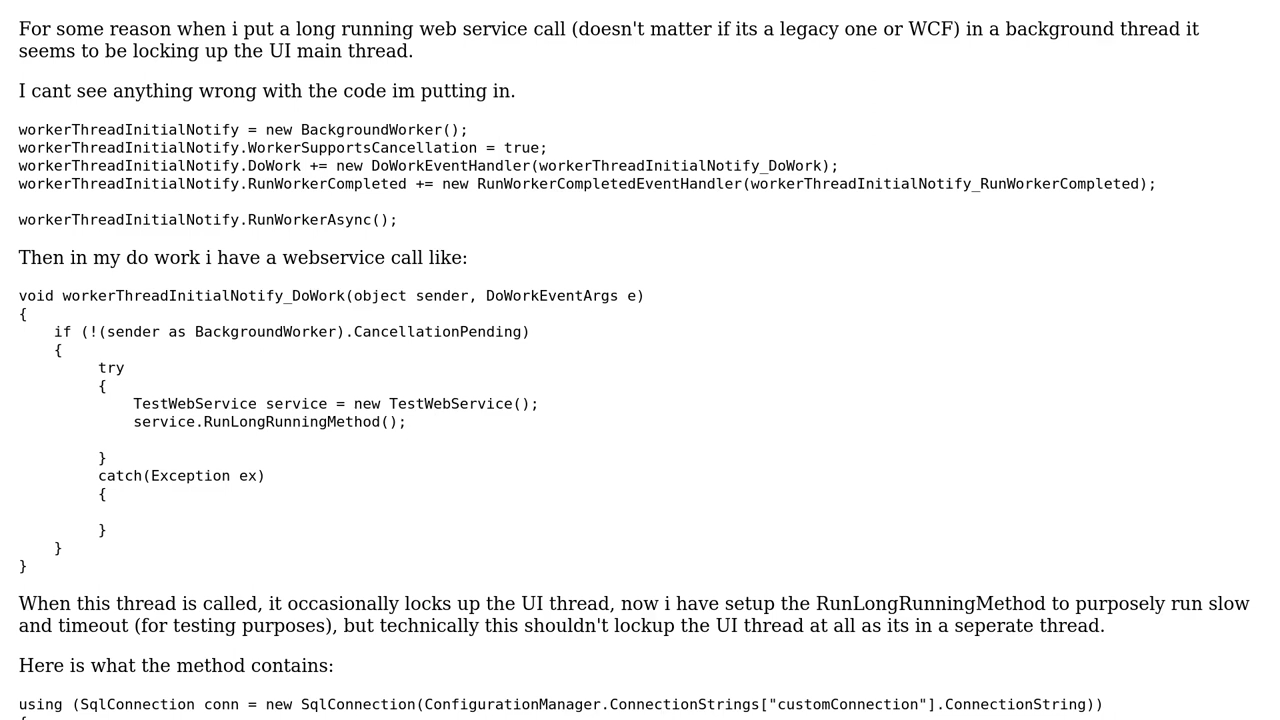 For some reason when i put a long running web service call (doesn't matter if its a legacy one or WCF) in a background thread it
seems to be locking up the UI main thread.
I cant see anything wrong with the code im putting in.
workerThreadInitialNotify = new BackgroundWorker();
workerThreadInitialNotify.WorkerSupportsCancellation = true;
workerThreadInitialNotify.DoWork += new DoWorkEventHandler(workerThreadInitialNotify_DoWork);
workerThreadInitialNotify.RunWorkerCompleted += new RunWorkerCompletedEventHandler(workerThreadInitialNotify_RunWorkerCompleted);
workerThreadInitialNotify.RunWorkerAsync();
Then in my do work i have a webservice call like:
void workerThreadInitialNotify_DoWork(object sender, DoWorkEventArgs e)
{
    if (!(sender as BackgroundWorker).CancellationPending)
    {
         try
         {
             TestWebService service = new TestWebService();
             service.RunLongRunningMethod();
         }
         catch(Exception ex)
         {
         }
    }
}
When this thread is called, it occasionally locks up the UI thread, now i have setup the RunLongRunningMethod to purposely run slow
and timeout (for testing purposes), but technically this shouldn't lockup the UI thread at all as its in a seperate thread.
Here is what the method contains:
using (SqlConnection conn = new SqlConnection(ConfigurationManager.ConnectionStrings["customConnection"].ConnectionString))
{